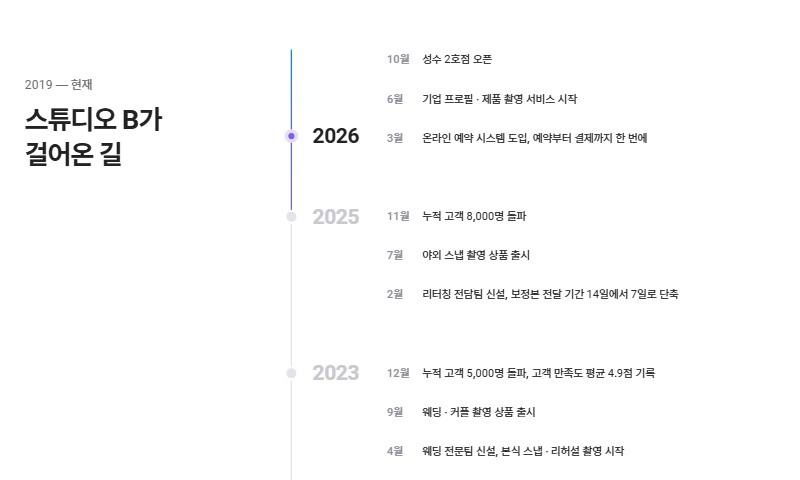 2019 — 현재
스튜디오 B가
걸어온 길
2026
10월 성수 2호점 오픈
6월 기업 프로필 · 제품 촬영 서비스 시작
3월 온라인 예약 시스템 도입, 예약부터 결제까지 한 번에
2025
11월 누적 고객 8,000명 돌파
7월 야외 스냅 촬영 상품 출시
2월 리터칭 전담팀 신설, 보정본 전달 기간 14일에서 7일로 단축
2023
12월 누적 고객 5,000명 돌파, 고객 만족도 평균 4.9점 기록
9월 웨딩 · 커플 촬영 상품 출시
4월 웨딩 전문팀 신설, 본식 스냅 · 리허설 촬영 시작